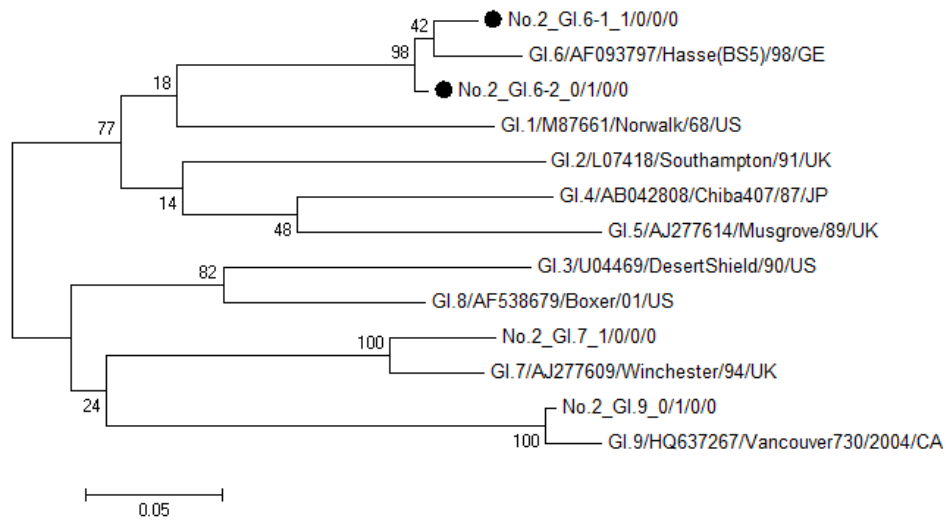 42
No.2_GI.6-1_1/0/0/0
98
GI.6/AF093797/Hasse(BS5)/98/GE
18
No.2_GI.6-2_0/1/0/0
77
GI.1/M87661/Norwalk/68/US
GI.2/L07418/Southampton/91/UK
14
GI.4/AB042808/Chiba407/87/JP
48
GI.5/AJ277614/Musgrove/89/UK
82
GI.3/U04469/DesertShield/90/US
GI.8/AF538679/Boxer/01/US
100
No.2_GI.7_1/0/0/0
GI.7/AJ277609/Winchester/94/UK
24
No.2_GI.9_0/1/0/0
100
GI.9/HQ637267/Vancouver730/2004/CA
0.05